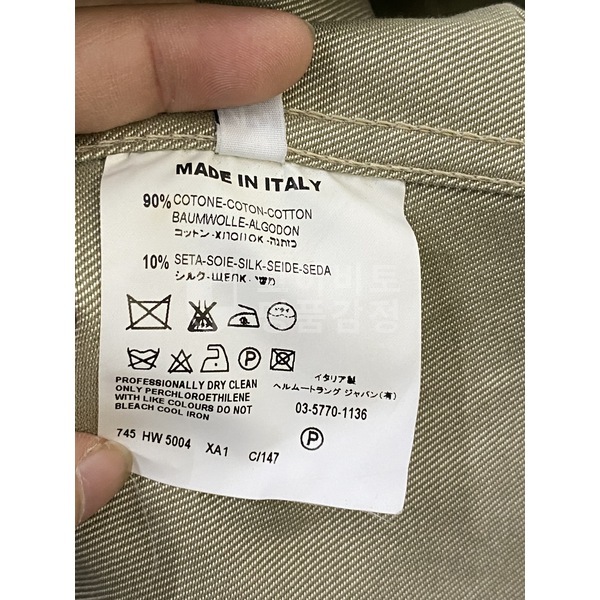 MADE IN ITALY
90% COTONE-COTON-COTTON
BAUMWOLLE-ALGODON
コットン-ХЛОПОК-כותנה
10% SETA-SOIE-SILK-SEIDE-SEDA
シルク-ШЕЛК-משי
ドライ
PROFESSIONALLY DRY CLEAN
ONLY PERCHLOROETHILENE
WITH LIKE COLOURS DO NOT
BLEACH COOL IRON
イタリア製
ヘルムートラング ジャパン(有)
03-5770-1136
P
745 HW 5004 XA1 C/147